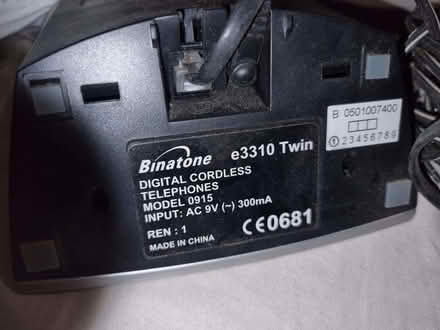 B 0501007400
①23456789
Binatone e3310 Twin
DIGITAL CORDLESS
TELEPHONES
MODEL 0915
INPUT: AC 9V (~) 300mA
REN : 1
CE0681
MADE IN CHINA